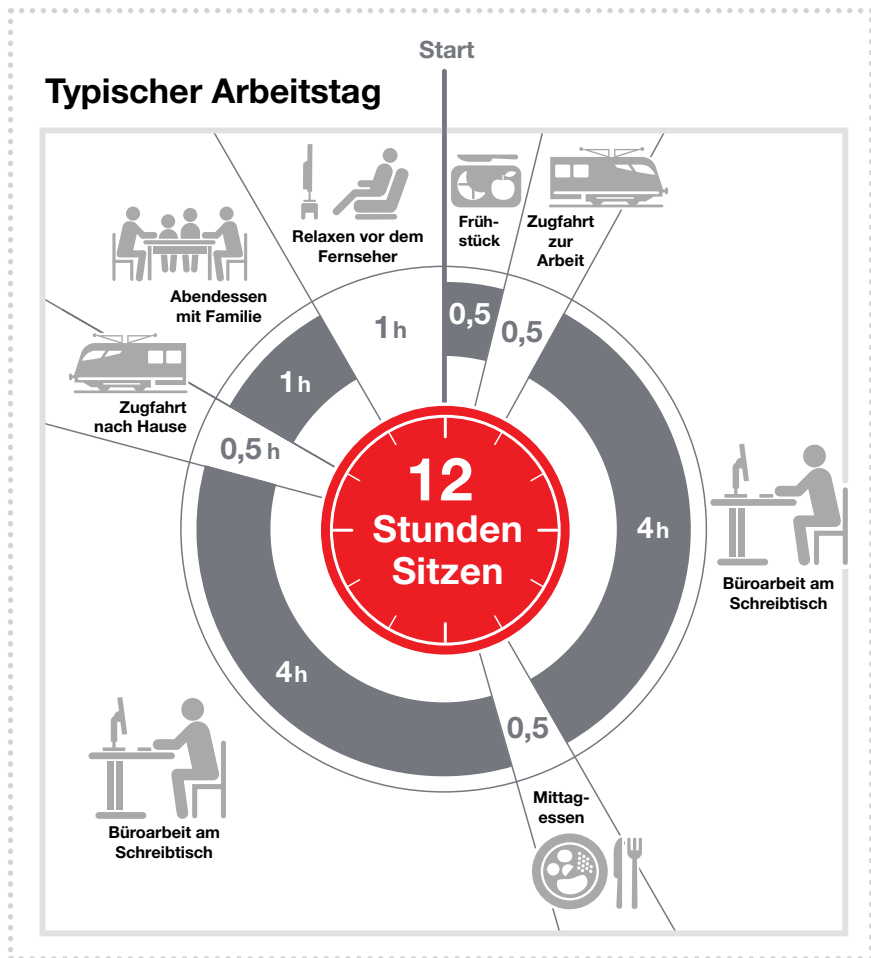 Start
Typischer Arbeitstag
Früh-
stück
Zugfahrt
zur
Arbeit
Relaxen vor dem
Fernseher
Abendessen
mit Familie
Zugfahrt
nach Hause
1h
0,5
0,5
1h
0,5 h
4h
12
Stunden
Sitzen
Büroarbeit am
Schreibtisch
4h
0,5
Mittag-
essen
Büroarbeit am
Schreibtisch